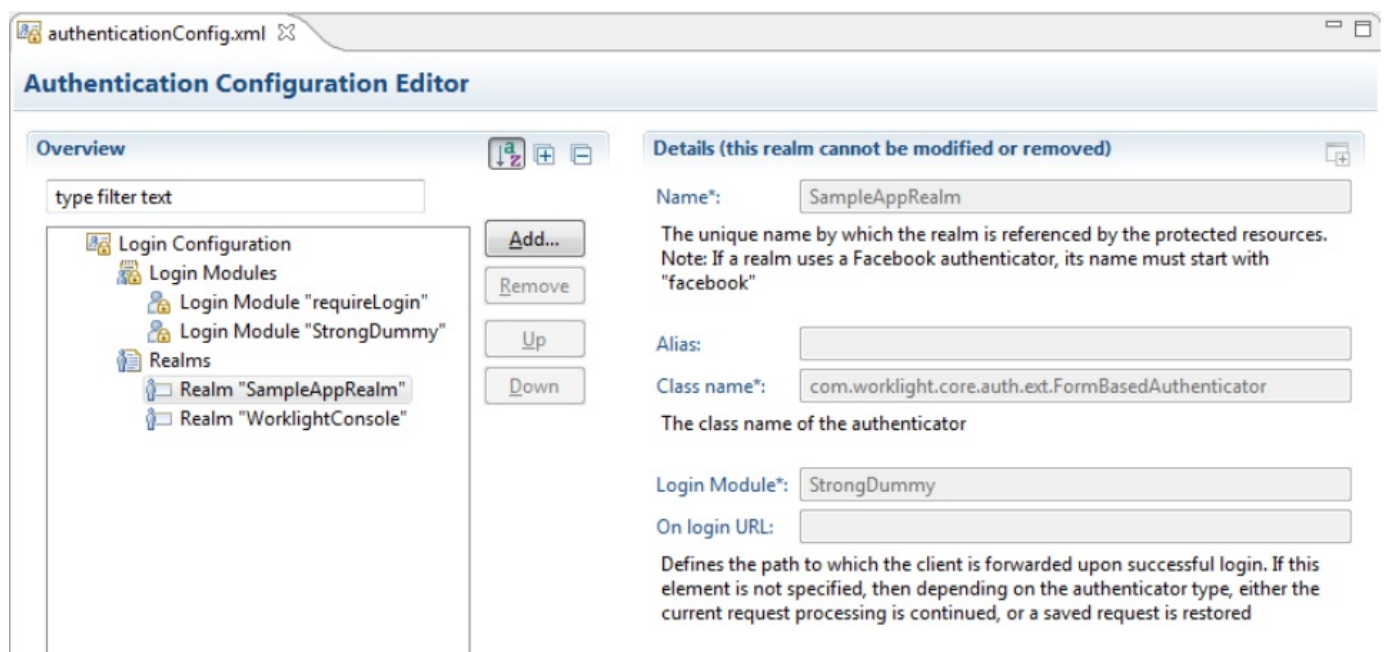 authenticationConfig.xml
Authentication Configuration Editor
Overview
type filter text
Login Configuration
Login Modules
Login Module "requireLogin"
Login Module "StrongDummy"
Realms
Realm "SampleAppRealm"
Realm "WorklightConsole"
Add...
Remove
Up
Down
Details (this realm cannot be modified or removed)
Name*: SampleAppRealm
The unique name by which the realm is referenced by the protected resources.
Note: If a realm uses a Facebook authenticator, its name must start with
"facebook"
Alias:
Class name*: com.worklight.core.auth.ext.FormBasedAuthenticator
The class name of the authenticator
Login Module*: StrongDummy
On login URL:
Defines the path to which the client is forwarded upon successful login. If this
element is not specified, then depending on the authenticator type, either the
current request processing is continued, or a saved request is restored